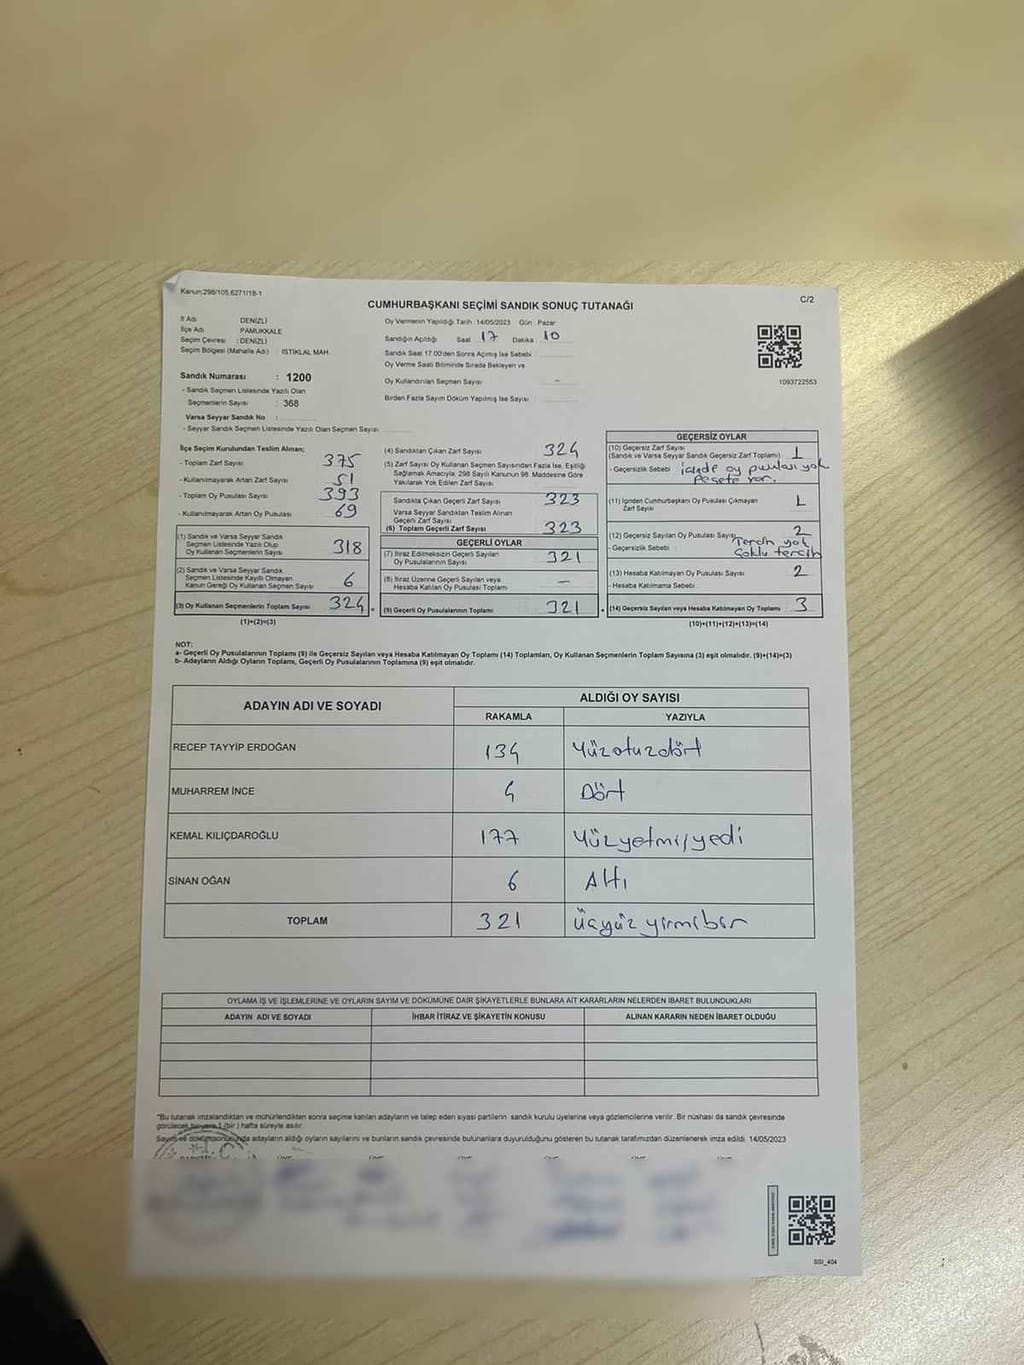 Kanun:298/105.6271/18-1
C/2
CUMHURBAŞKANI SEÇİMİ SANDIK SONUÇ TUTANAĞI
İl Adı DENİZLİ
İlçe Adı PAMUKKALE
Seçim Çevresi :DENİZLİ
Seçim Bölgesi (Mahalle Adı) İSTİKLAL MAH.
Sandık Numarası : 1200
- Sandık Seçmen Listesinde Yazılı Olan
Seçmenlerin Sayısı : 368
Varsa Seyyar Sandık No :
- Seyyar Sandık Seçmen Listesinde Yazılı Olan Seçmen Sayısı
Oy Vermenin Yapıldığı Tarih 14/05/2023 Gün Pazar
Sandığın Açıldığı Saat 17 Dakika 10
Sandık Saat 17.00'den Sonra Açımış İse Sebebi
Oy Verme Saati Bitiminde Sırada Bekleyen ve
Oy Kullandırılan Seçmen Sayısı -
Birden Fazla Sayım Döküm Yapılmış İse Sayısı
1093722553
İlçe Seçim Kurulundan Teslim Alınan;
- Toplam Zarf Sayısı 375
- Kullanılmayarak Artan Zarf Sayısı 51
- Toplam Oy Pusulası Sayısı 393
- Kullanılmayarak Artan Oy Pusulası 69
(1) Sandık ve Varsa Seyyar Sandık
Seçmen Listesinde Yazılı Olup
Oy Kullanan Seçmenlerin Sayısı 318
(2) Sandık ve Varsa Seyyar Sandık
Seçmen Listesinde Kayıtlı Olmayan
Kanun Gereği Oy Kullanan Seçmen Sayısı 6
(3) Oy Kullanan Seçmenlerin Toplam Sayısı 324
(1)+(2)=(3)
(4) Sandıktan Çıkan Zarf Sayısı 324
(5) Zarf Sayısı Oy Kullanan Seçmen Sayısından Fazla İse, Eşitliği
Sağlamak Amacıyla, 298 Sayılı Kanunun 98. Maddesine Göre
Yakılarak Yok Edilen Zarf Sayısı
Sandıkta Çıkan Geçerli Zarf Sayısı 323
Varsa Seyyar Sandıktan Teslim Alınan
Geçerli Zarf Sayısı
(6) Toplam Geçerli Zarf Sayısı 323
GEÇERLİ OYLAR
(7) İtiraz Edilmeksizin Geçerli Sayılan
Oy Pusulasının Sayısı 321
(8) İtiraz Üzerine Geçerli Sayılan veya
Hesaba Katılan Oy Pusulası Toplamı -
(9) Geçerli Oy Pusulalarının Toplamı 321
GEÇERSİZ OYLAR
(10) Geçersiz Zarf Sayısı
(Sandık ve Varsa Seyyar Sandık Geçersiz Zarf Toplamı) 1
- Geçersizlik Sebebi içinde oy pusulası yok
Peçete var.
(11) İçinden Cumhurbaşkanı Oy Pusulası Çıkmayan
Zarf Sayısı 1
(12) Geçersiz Sayılan Oy Pusulası Sayısı 2
- Geçersizlik Sebebi Tercih yok
Çoklu tercih
(13) Hesaba Katılmayan Oy Pusulası Sayısı 2
- Hesaba Katılmama Sebebi
(14) Geçersiz Sayılan veya Hesaba Katılmayan Oy Toplamı 3
(10)+(11)+(12)+(13)=(14)
NOT:
a- Geçerli Oy Pusulalarının Toplamı (9) ile Geçersiz Sayılan veya Hesaba Katılmayan Oy Toplamı (14) Toplamları, Oy Kullanan Seçmenlerin Toplam Sayısına (3) eşit olmalıdır. (9)+(14)=(3)
b- Adayların Aldığı Oyların Toplamı, Geçerli Oy Pusulalarının Toplamına (9) eşit olmalıdır.
ADAYIN ADI VE SOYADI ALDIĞI OY SAYISI
RAKAMLA YAZIYLA
RECEP TAYYİP ERDOĞAN 134 Yüzotuzdört
MUHARREM İNCE 4 Dört
KEMAL KILIÇDAROĞLU 177 Yüzyetmişyedi
SİNAN OĞAN 6 Altı
TOPLAM 321 üçyüz yirmibir
OYLAMA İŞ VE İŞLEMLERİNE VE OYLARIN SAYIM VE DÖKÜMÜNE DAİR ŞİKAYETLERLE BUNLARA AİT KARARLARIN NELERDEN İBARET BULUNDUKLARI
ADAYIN ADI VE SOYADI İHBAR İTİRAZ VE ŞİKAYETİN KONUSU ALINAN KARARIN NEDEN İBARET OLDUĞU
"Bu tutanak imzalandıktan ve mühürlendikten sonra seçime katılan adayların ve talep eden siyasi partilerin sandık kurulu üyelerine veya gözlemcilerine verilir. Bir nüshası da sandık çevresinde
görülecek bir yere 1 (bir) hafta süreyle asılır.
Sayım ve dökümsonucunda adayların aldığı oyların sayılarını ve bunların sandık çevresinde bulunanlara duyurulduğunu gösteren bu tutanak tarafımızdan düzenlenerek imza edildi. 14/05/2023
SSI_404